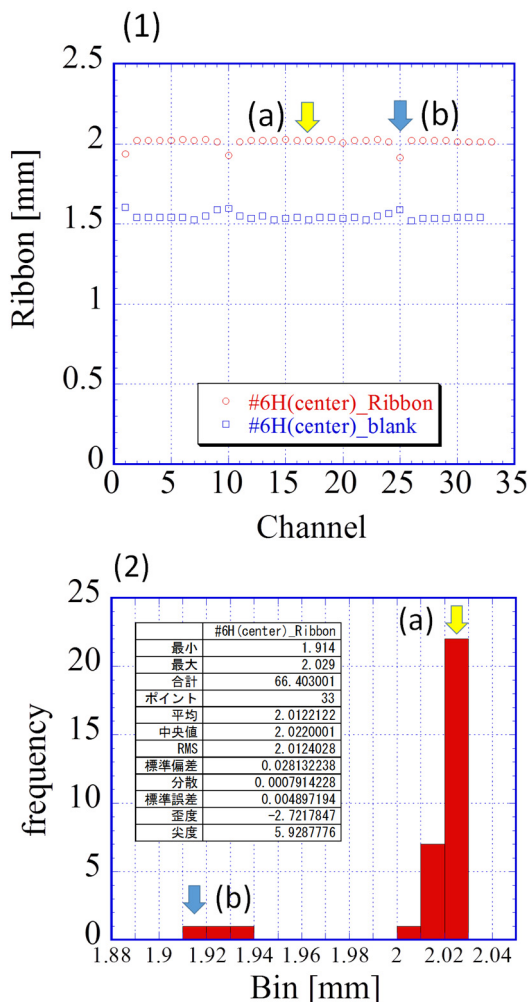 (1)
2.5
(a)
(b)
2
1.5
1
0.5
0
Ribbon [mm]
#6H(center)_Ribbon
#6H(center)_blank
0 5 10 15 20 25 30 35
Channel
(2)
25
(a)
20
15
10
5
0
frequency
#6H(center)_Ribbon
最小 1.914
最大 2.029
合計 66.403001
ポイント 33
平均 2.0122122
中央値 2.0220001
RMS 2.0124028
標準偏差 0.028132238
分散 0.0007914228
標準誤差 0.004897194
歪度 -2.7217847
尖度 5.9287776
(b)
1.88 1.9 1.92 1.94 1.96 1.98 2 2.02 2.04
Bin [mm]